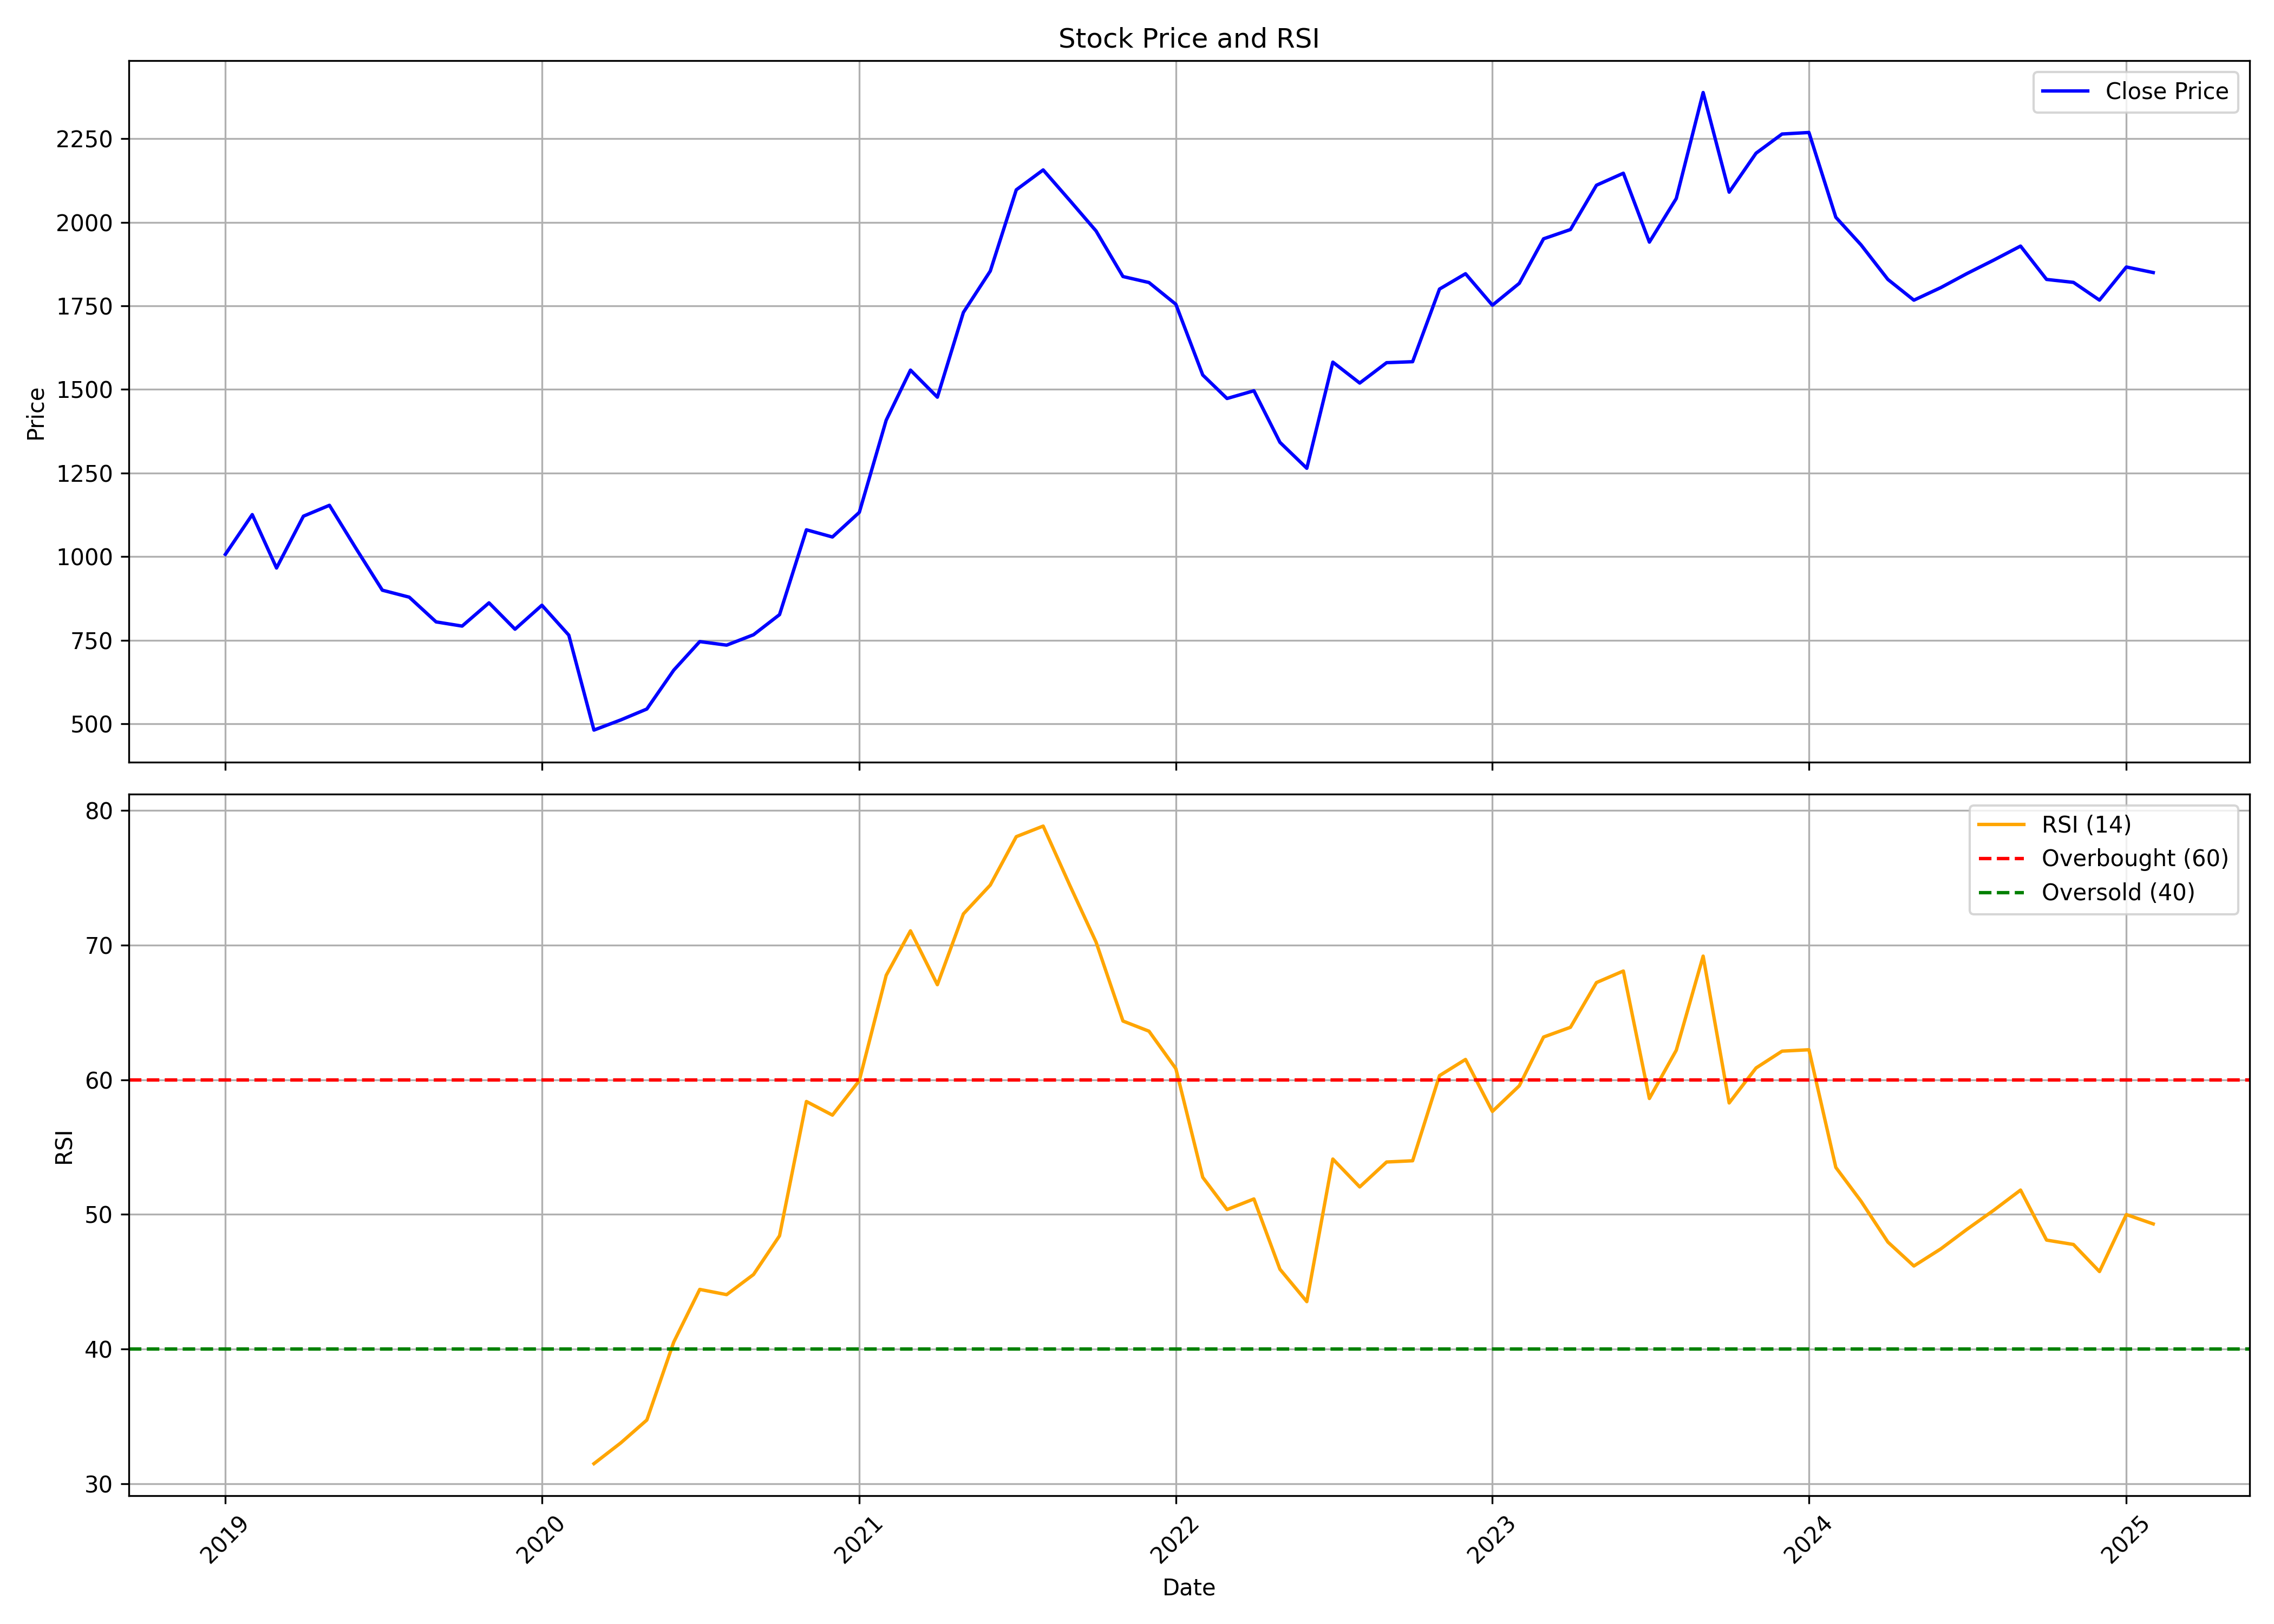 Stock Price and RSI
Close Price
2250
2000
1750
1500
1250
1000
750
500
Price
RSI (14)
Overbought (60)
Oversold (40)
80
70
60
50
40
30
RSI
2019
2020
2021
2022
2023
2024
2025
Date